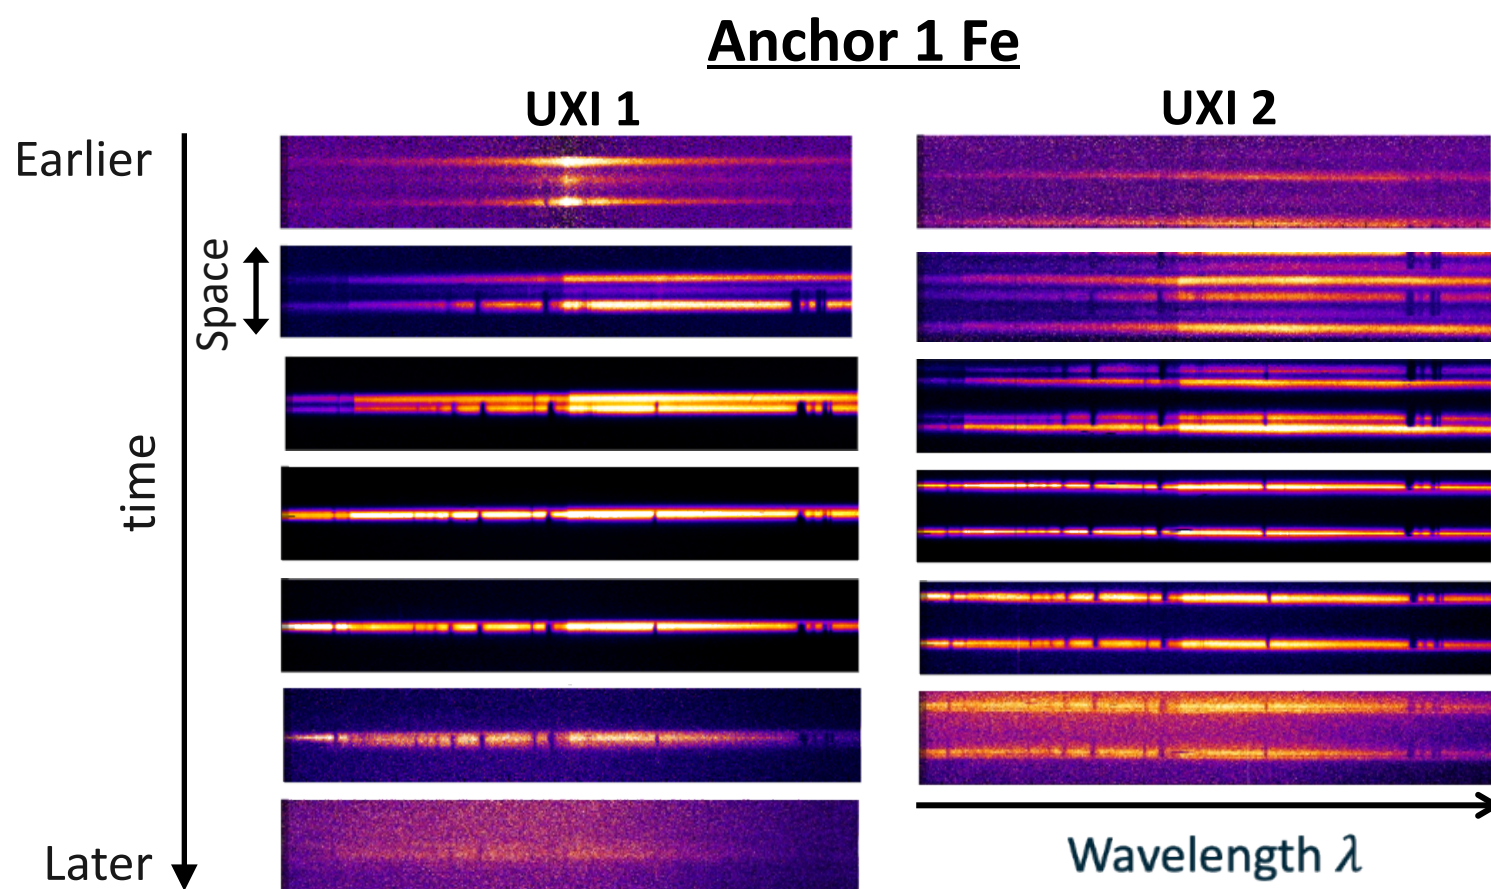 Anchor 1 Fe
UXI 1
UXI 2
Earlier
Space
time
Later
Wavelength λ